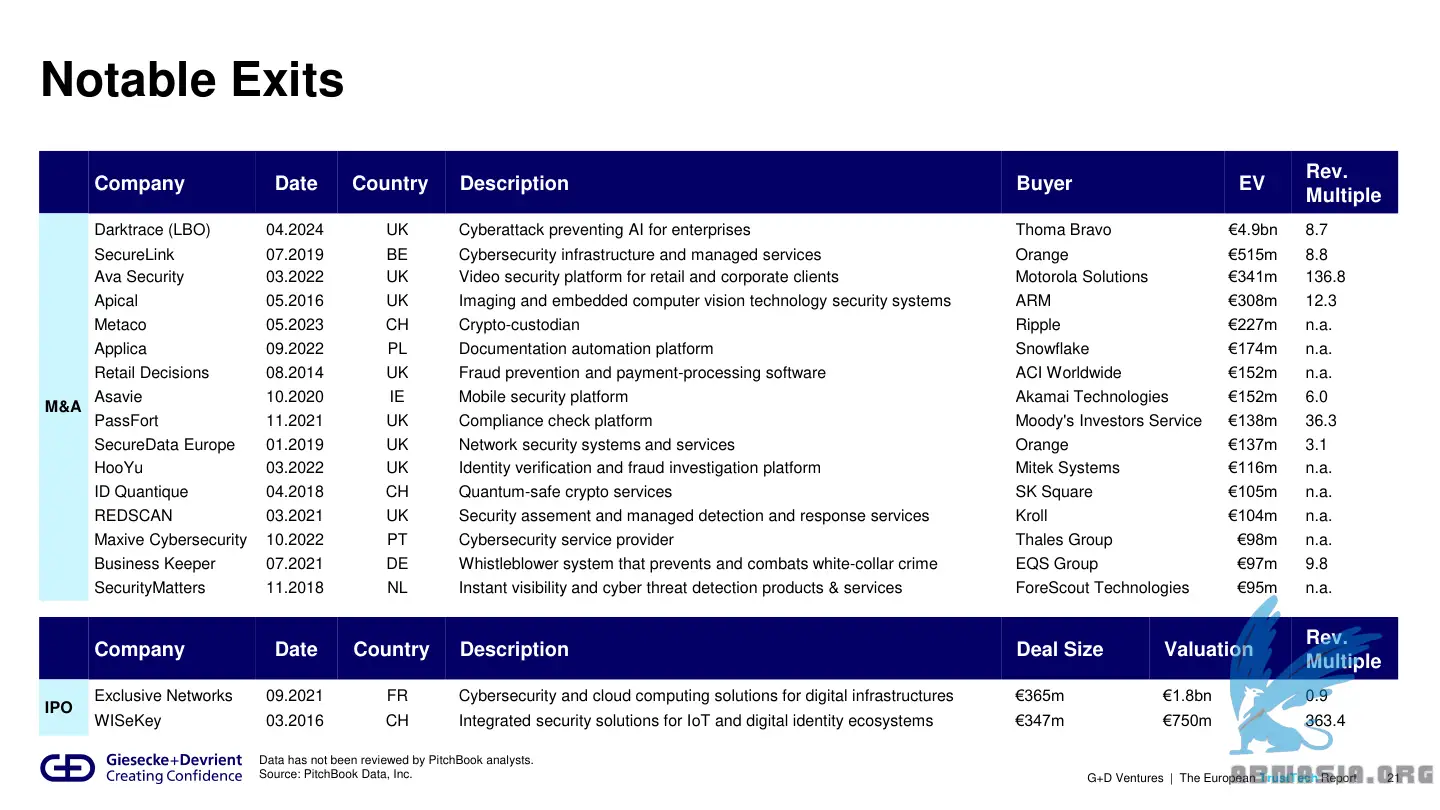 Notable Exits
Company Date Country Description Buyer EV Rev. Multiple
M&A
Darktrace (LBO) 04.2024 UK Cyberattack preventing AI for enterprises Thoma Bravo €4.9bn 8.7
SecureLink 07.2019 BE Cybersecurity infrastructure and managed services Orange €515m 8.8
Ava Security 03.2022 UK Video security platform for retail and corporate clients Motorola Solutions €341m 136.8
Apical 05.2016 UK Imaging and embedded computer vision technology security systems ARM €308m 12.3
Metaco 05.2023 CH Crypto-custodian Ripple €227m n.a.
Applica 09.2022 PL Documentation automation platform Snowflake €174m n.a.
Retail Decisions 08.2014 UK Fraud prevention and payment-processing software ACI Worldwide €152m n.a.
Asavie 10.2020 IE Mobile security platform Akamai Technologies €152m 6.0
PassFort 11.2021 UK Compliance check platform Moody's Investors Service €138m 36.3
SecureData Europe 01.2019 UK Network security systems and services Orange €137m 3.1
HooYu 03.2022 UK Identity verification and fraud investigation platform Mitek Systems €116m n.a.
ID Quantique 04.2018 CH Quantum-safe crypto services SK Square €105m n.a.
REDSCAN 03.2021 UK Security assement and managed detection and response services Kroll €104m n.a.
Maxive Cybersecurity 10.2022 PT Cybersecurity service provider Thales Group €98m n.a.
Business Keeper 07.2021 DE Whistleblower system that prevents and combats white-collar crime EQS Group €97m 9.8
SecurityMatters 11.2018 NL Instant visibility and cyber threat detection products & services ForeScout Technologies €95m n.a.
Company Date Country Description Deal Size Valuation Rev. Multiple
IPO
Exclusive Networks 09.2021 FR Cybersecurity and cloud computing solutions for digital infrastructures €365m €1.8bn 0.9
WISeKey 03.2016 CH Integrated security solutions for IoT and digital identity ecosystems €347m €750m 363.4
G+D Giesecke+Devrient
Creating Confidence
Data has not been reviewed by PitchBook analysts.
Source: PitchBook Data, Inc.
G+D Ventures | The European TrustTech Report 21